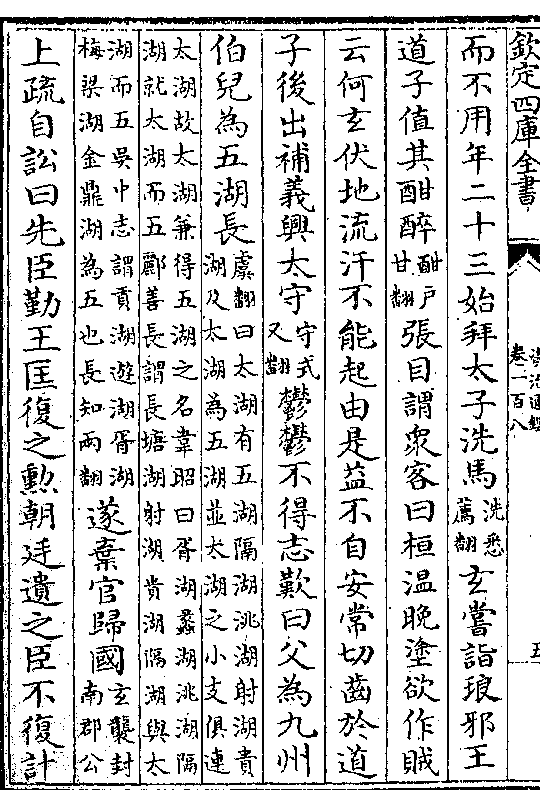 欽定四庫全書
資治通鑑
卷一百八
五
而不用年二十三始拜太子洗馬洗悉薦翻玄嘗詣琅邪王
道子值其酣醉酣戶甘翻張目謂衆客曰桓溫晚塗欲作賊
云何玄伏地流汗不能起由是益不自安常切齒於道
子後出補義興太守守式又翻鬱鬱不得志歎曰父為九州
伯兒為五湖長虞翻曰太湖有五湖隔湖洮湖射湖貴湖及太湖為五湖並太湖之小支俱連
太湖故太湖兼得五湖之名韋昭曰胥湖蠡湖洮湖隔湖就太湖而五酈善長謂長塘湖射湖貴湖隔湖與太
湖而五吳中志謂貢湖遊湖胥湖梅梁湖金鼎湖為五也長知兩翻遂棄官歸國玄襲封南郡公
上疏自訟曰先臣勤王匡復之勲朝廷遺之臣不復計